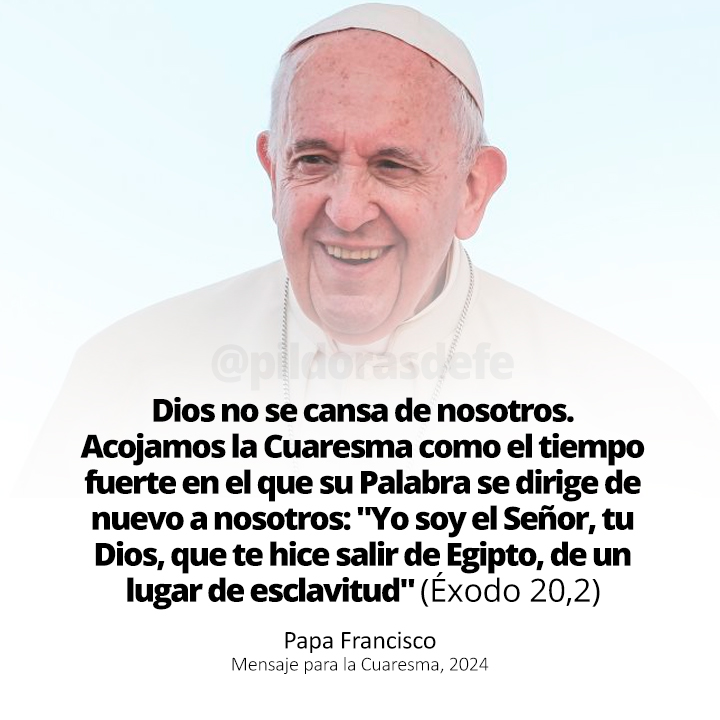 @pildorasdefe
Dios no se cansa de nosotros.
Acojamos la Cuaresma como el tiempo
fuerte en el que su Palabra se dirige de
nuevo a nosotros: "Yo soy el Señor, tu
Dios, que te hice salir de Egipto, de un
lugar de esclavitud" (Éxodo 20,2)
Papa Francisco
Mensaje para la Cuaresma, 2024